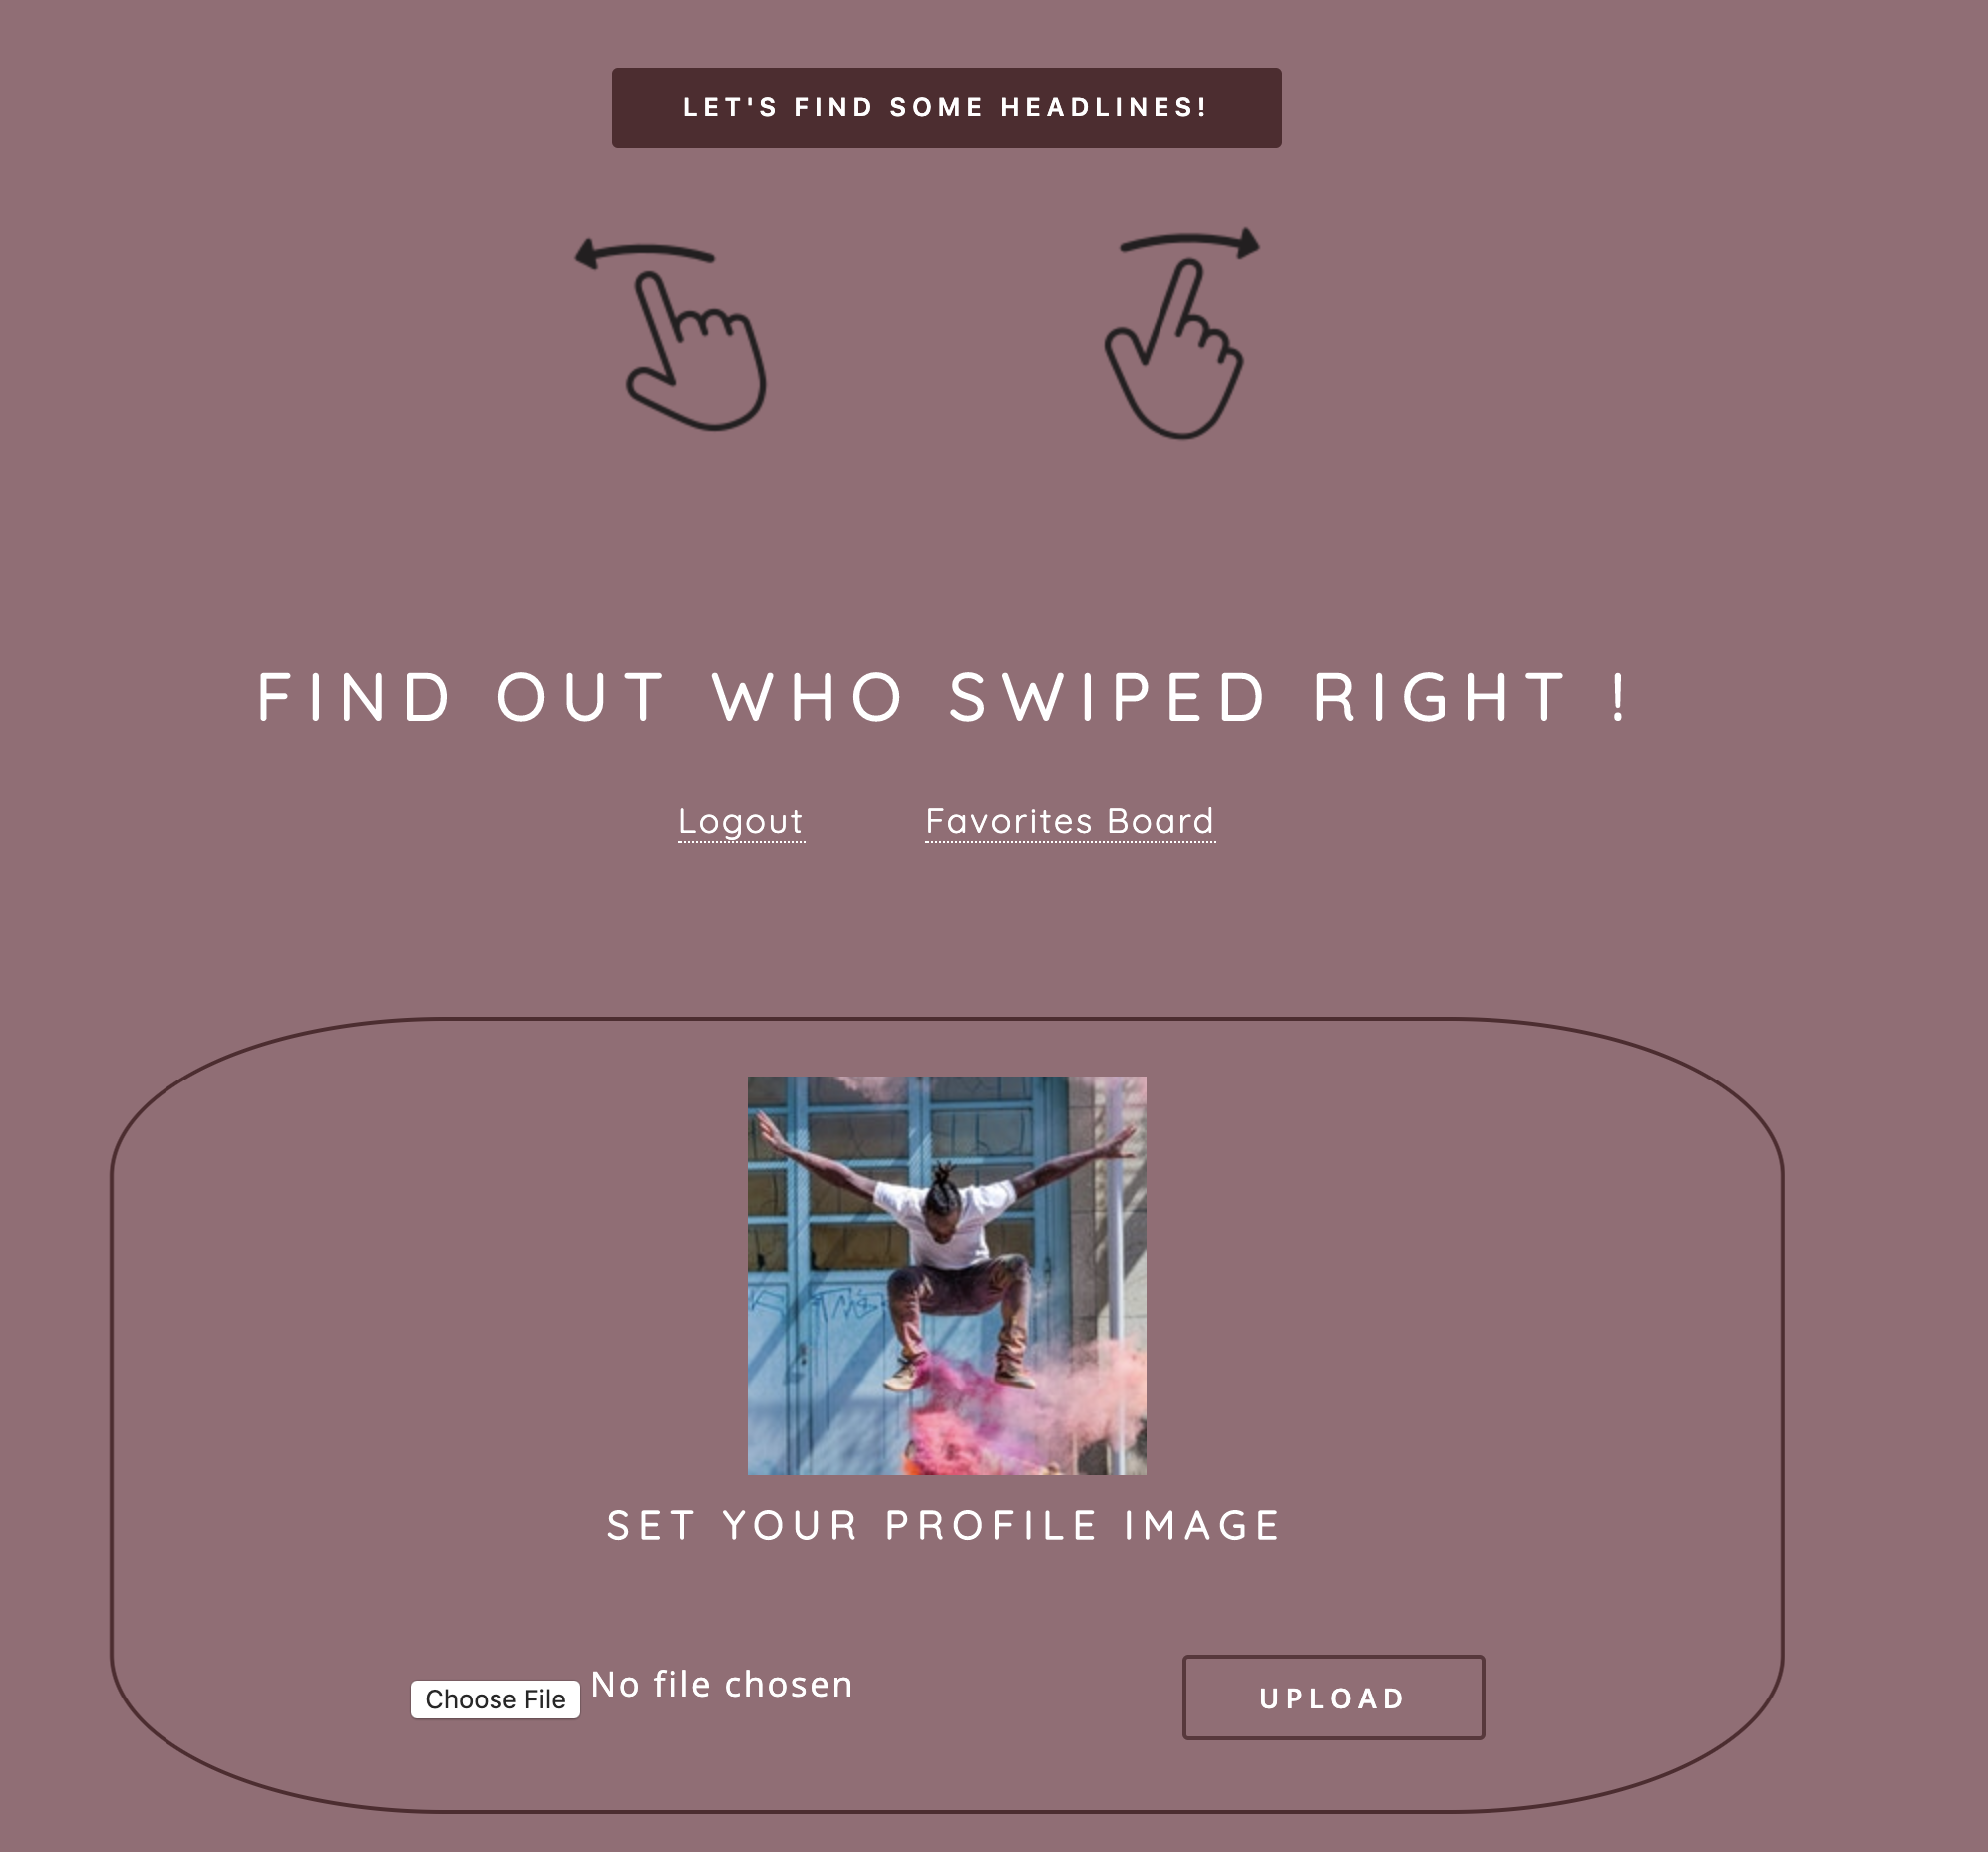 LET'S FIND SOME HEADLINES!
FIND OUT WHO SWIPED RIGHT !
Logout Favorites Board
SET YOUR PROFILE IMAGE
Choose File No file chosen UPLOAD